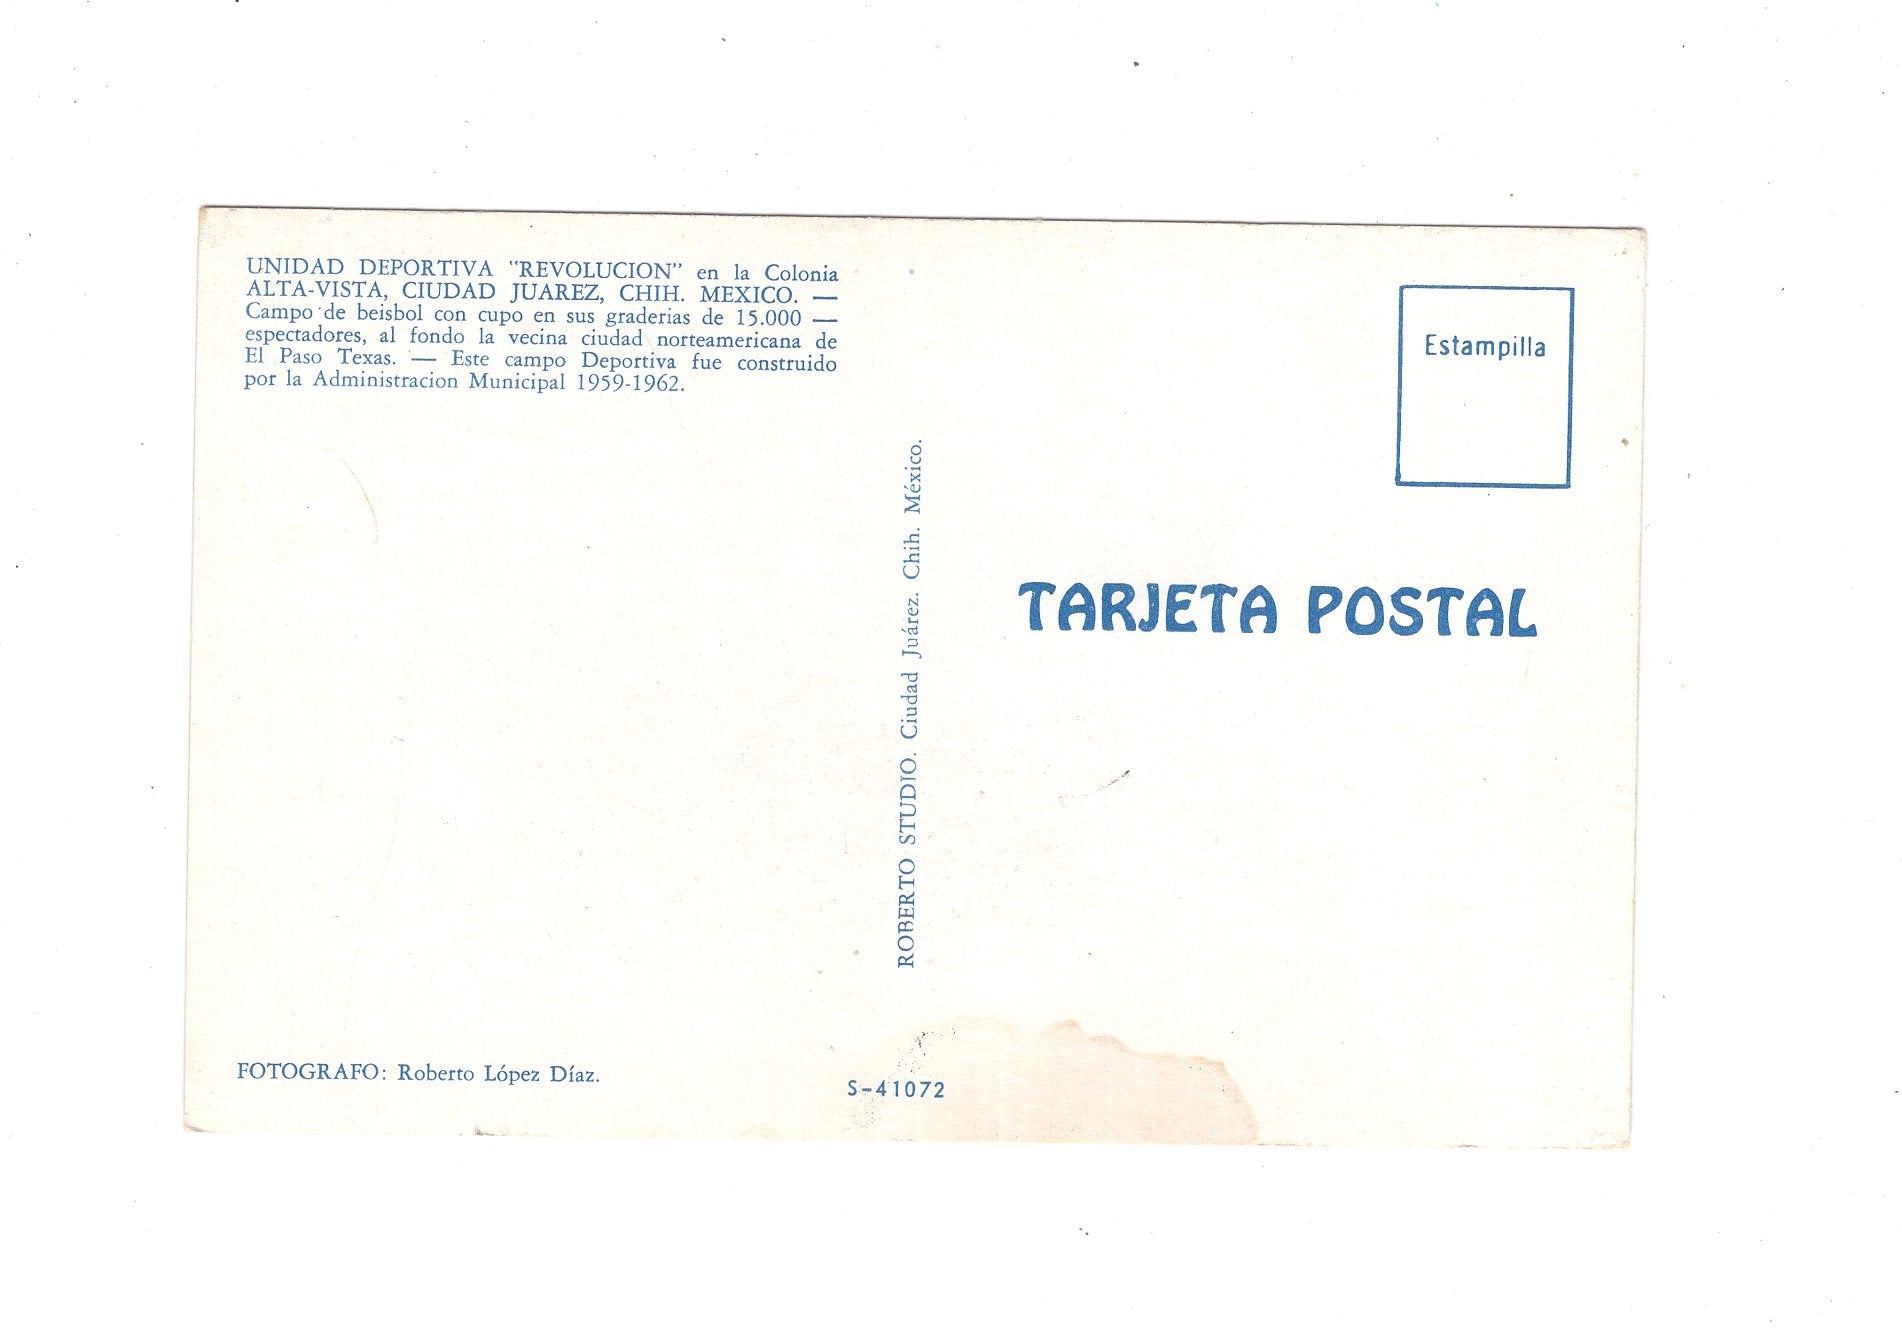 UNIDAD DEPORTIVA "REVOLUCION" en la Colonia
ALTA-VISTA, CIUDAD JUAREZ, CHIH. MEXICO. —
Campo de beisbol con cupo en sus graderias de 15.000 —
espectadores, al fondo la vecina ciudad norteamericana de
El Paso Texas. — Este campo Deportiva fue construido
por la Administracion Municipal 1959-1962.
FOTOGRAFO: Roberto López Díaz.
ROBERTO STUDIO. Ciudad Juárez. Chih. México.
S-41072
Estampilla
TARJETA POSTAL